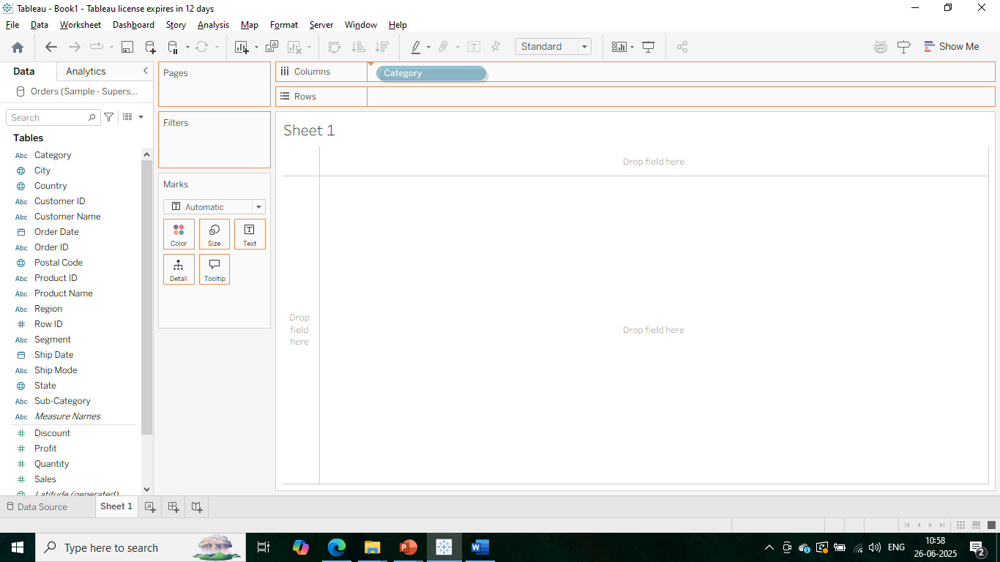 Tableau - Book1 - Tableau license expires in 12 days
File Data Worksheet Dashboard Story Analysis Map Format Server Window Help
Standard
Show Me
Data Analytics
Orders (Sample - Supers...
Search
Tables
Abc Category
City
Country
Abc Customer ID
Abc Customer Name
Order Date
Abc Order ID
Postal Code
Abc Product ID
Abc Product Name
Abc Region
# Row ID
Abc Segment
Ship Date
Abc Ship Mode
State
Abc Sub-Category
Abc Measure Names
# Discount
# Profit
# Quantity
# Sales
Latitude (generated)
Pages
Filters
Marks
Automatic
Color Size Text
Detail Tooltip
Columns Category
Rows
Sheet 1
Drop field here
Drop
field
here
Drop field here
Data Source Sheet 1
Type here to search
ENG
10:58
26-06-2025
2